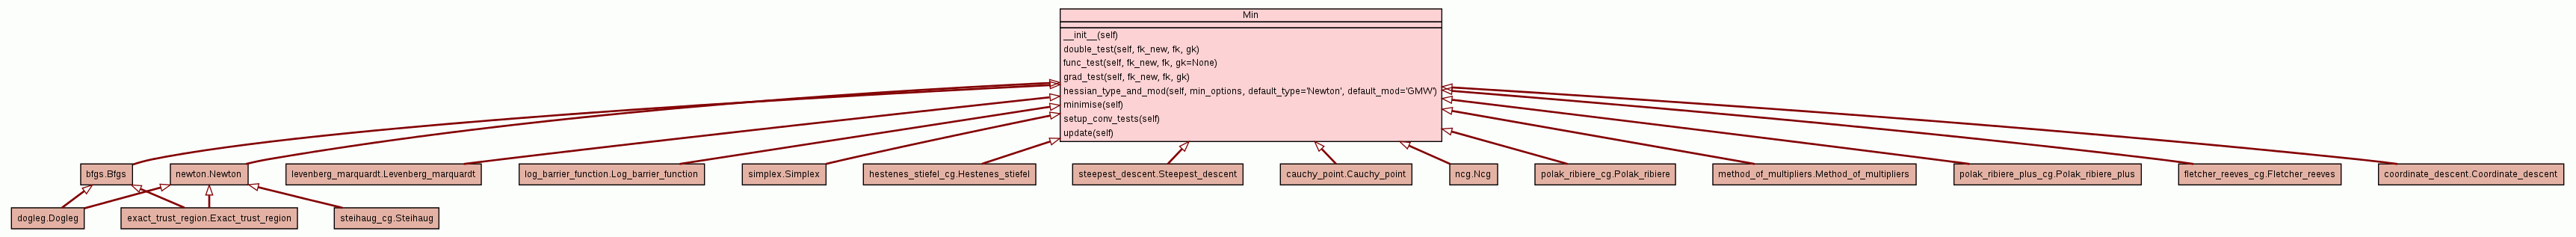 Min
__init__(self)
double_test(self, fk_new, fk, gk)
func_test(self, fk_new, fk, gk=None)
grad_test(self, fk_new, fk, gk)
hessian_type_and_mod(self, min_options, default_type='Newton', default_mod='GMW')
minimise(self)
setup_conv_tests(self)
update(self)
bfgs.Bfgs
newton.Newton
levenberg_marquardt.Levenberg_marquardt
log_barrier_function.Log_barrier_function
simplex.Simplex
hestenes_stiefel_cg.Hestenes_stiefel
steepest_descent.Steepest_descent
cauchy_point.Cauchy_point
ncg.Ncg
polak_ribiere_cg.Polak_ribiere
method_of_multipliers.Method_of_multipliers
polak_ribiere_plus_cg.Polak_ribiere_plus
fletcher_reeves_cg.Fletcher_reeves
coordinate_descent.Coordinate_descent
dogleg.Dogleg
exact_trust_region.Exact_trust_region
steihaug_cg.Steihaug